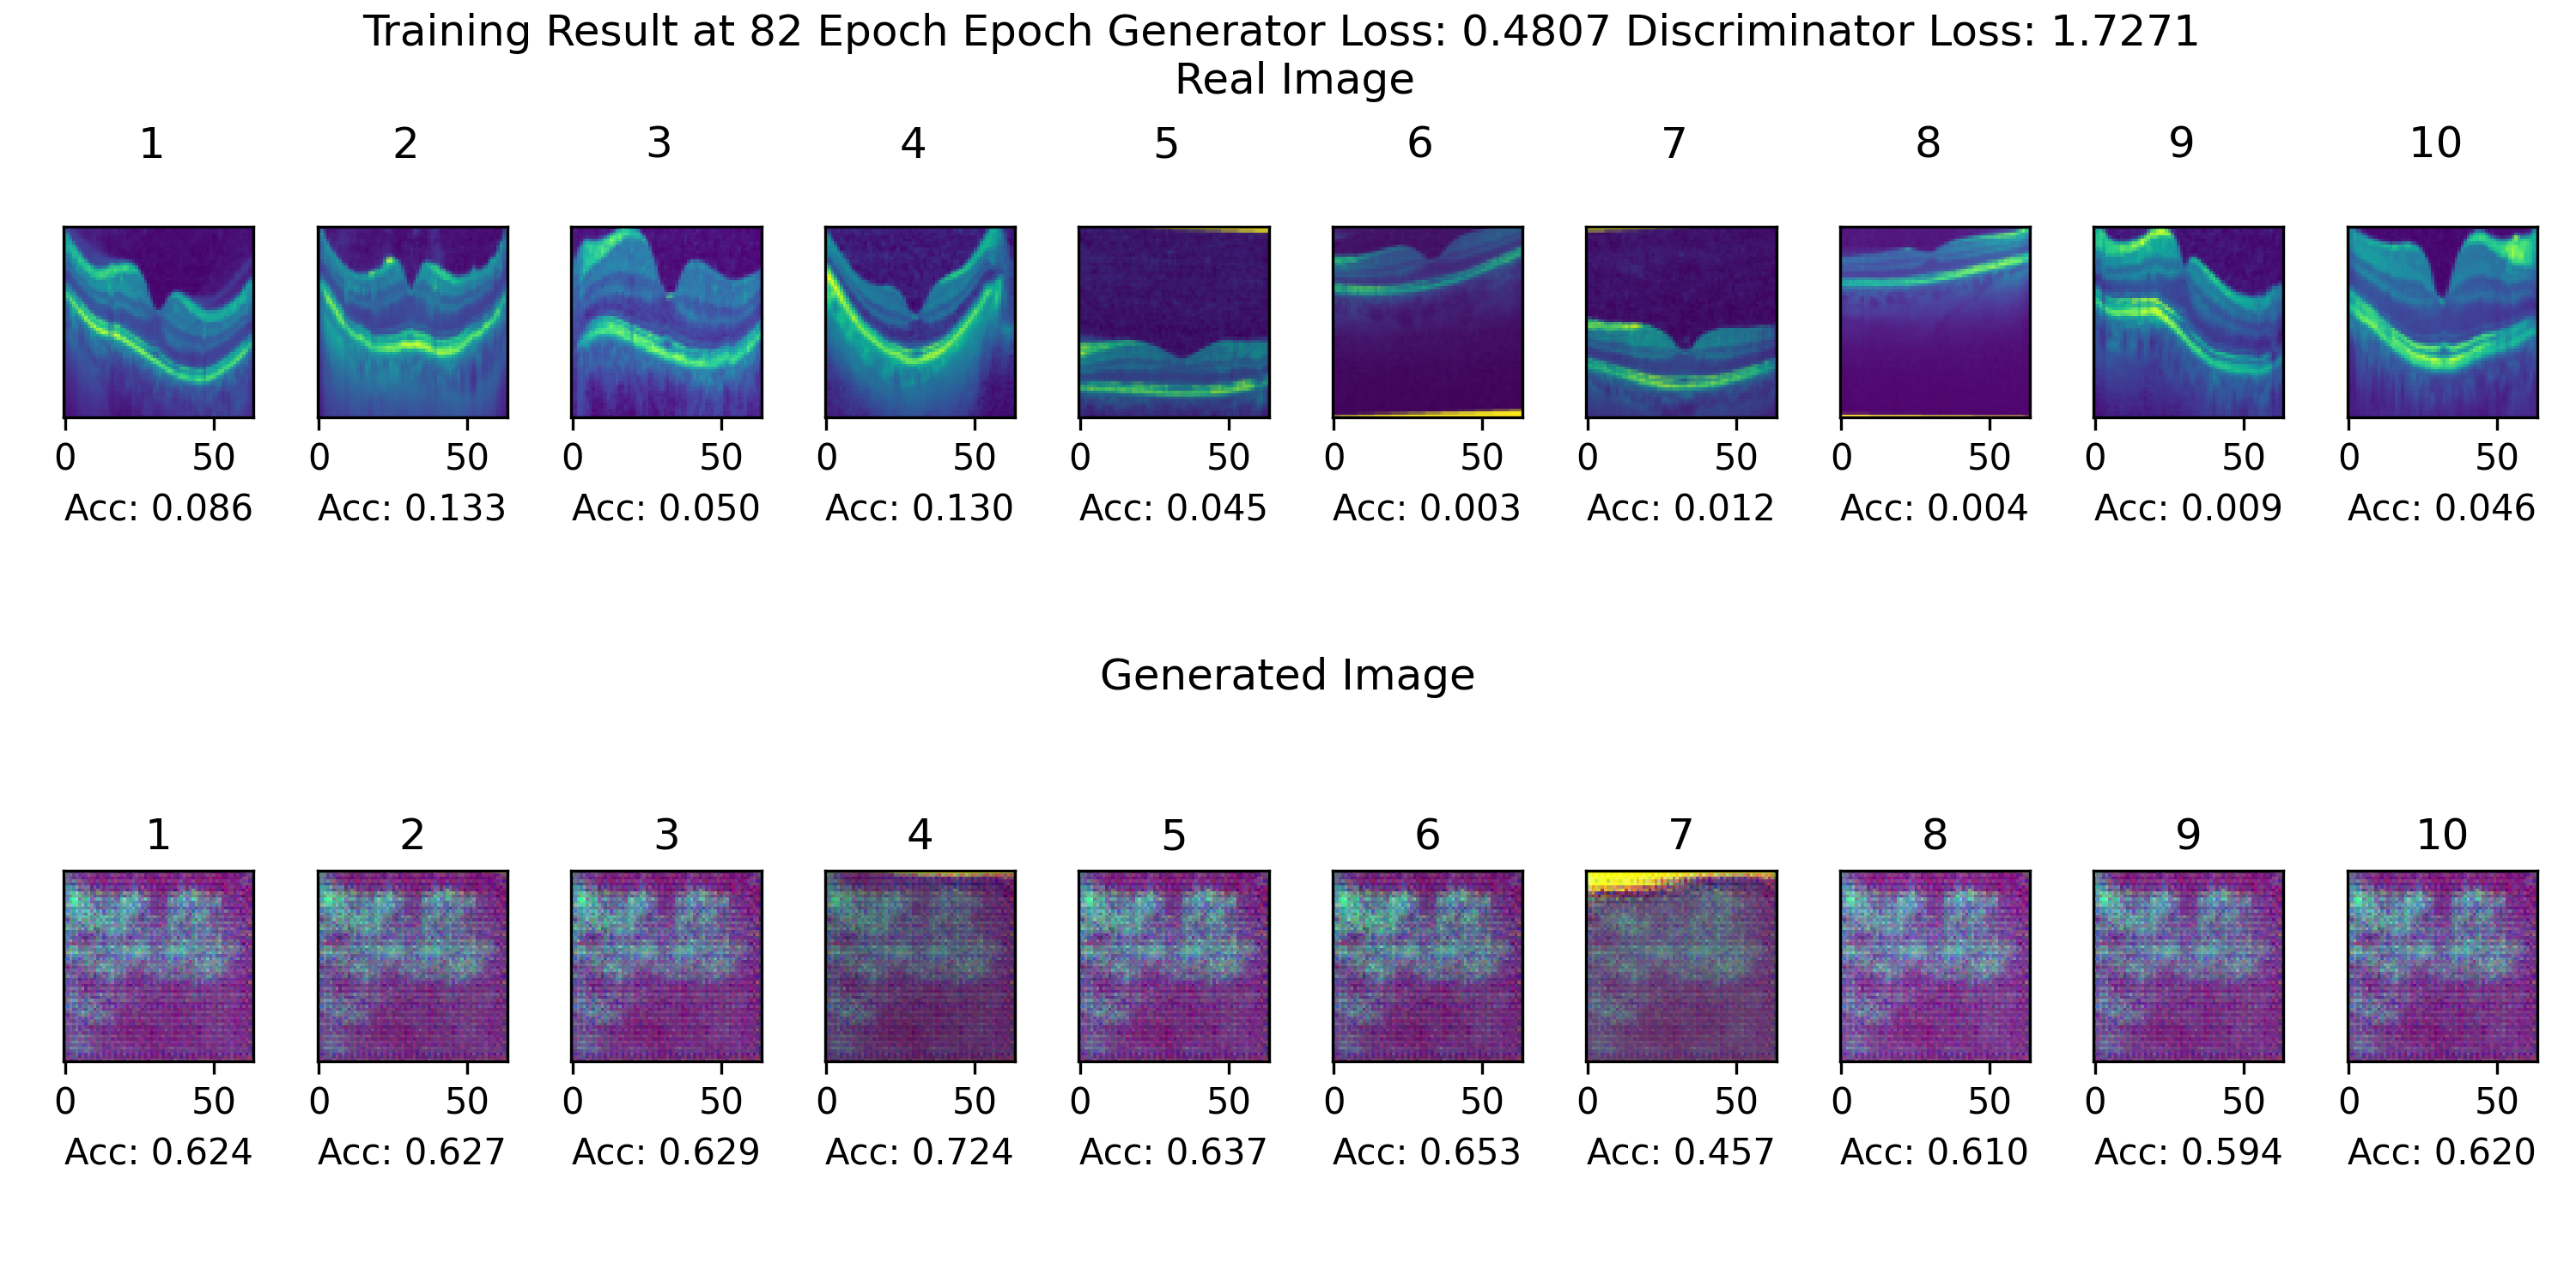 Training Result at 82 Epoch Epoch Generator Loss: 0.4807 Discriminator Loss: 1.7271
Real Image
1 2 3 4 5 6 7 8 9 10
0 50 0 50 0 50 0 50 0 50 0 50 0 50 0 50 0 50 0 50
Acc: 0.086 Acc: 0.133 Acc: 0.050 Acc: 0.130 Acc: 0.045 Acc: 0.003 Acc: 0.012 Acc: 0.004 Acc: 0.009 Acc: 0.046
Generated Image
1 2 3 4 5 6 7 8 9 10
0 50 0 50 0 50 0 50 0 50 0 50 0 50 0 50 0 50 0 50
Acc: 0.624 Acc: 0.627 Acc: 0.629 Acc: 0.724 Acc: 0.637 Acc: 0.653 Acc: 0.457 Acc: 0.610 Acc: 0.594 Acc: 0.620